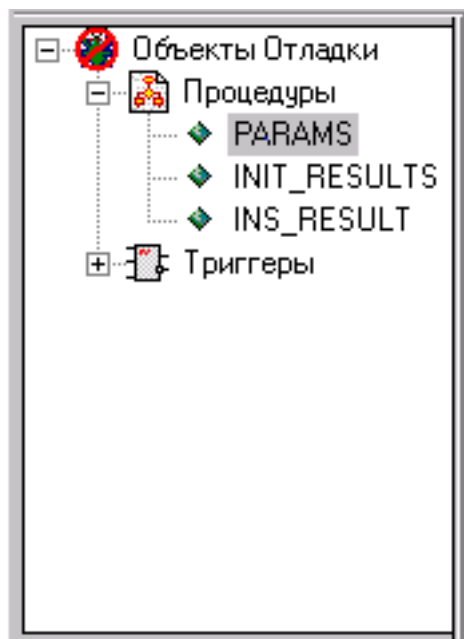 Объекты Отладки
Процедуры
PARAMS
INIT_RESULTS
INS_RESULT
Триггеры